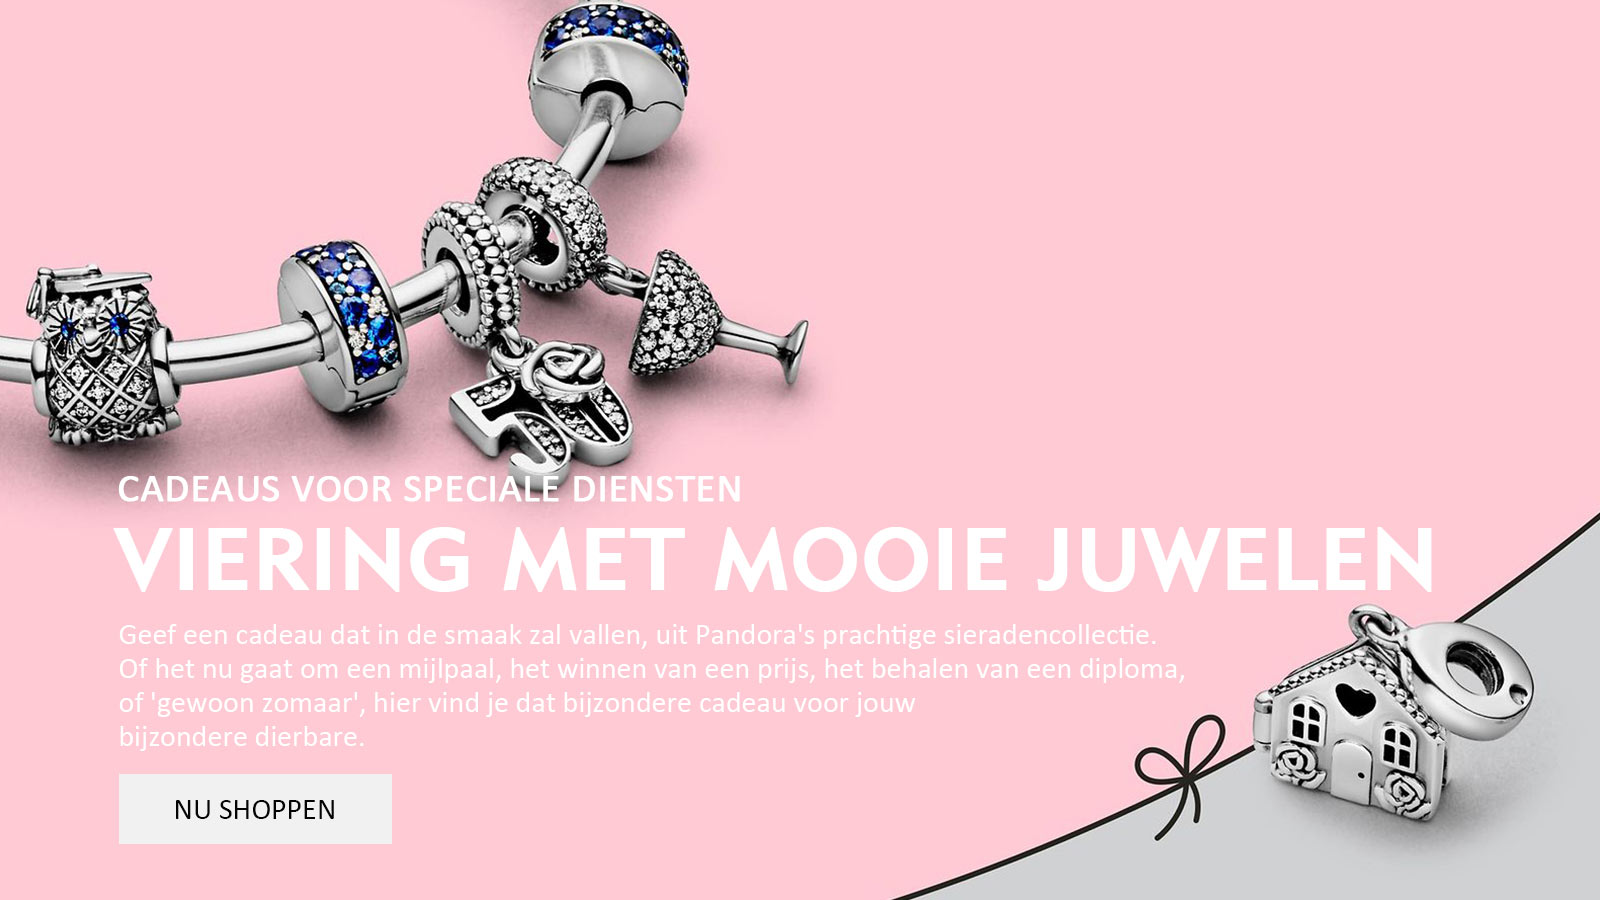 50
CADEAUS VOOR SPECIALE DIENSTEN
VIERING MET MOOIE JUWELEN
Geef een cadeau dat in de smaak zal vallen, uit Pandora's prachtige sieradencollectie.
Of het nu gaat om een mijlpaal, het winnen van een prijs, het behalen van een diploma,
of 'gewoon zomaar', hier vind je dat bijzondere cadeau voor jouw
bijzondere dierbare.
NU SHOPPEN